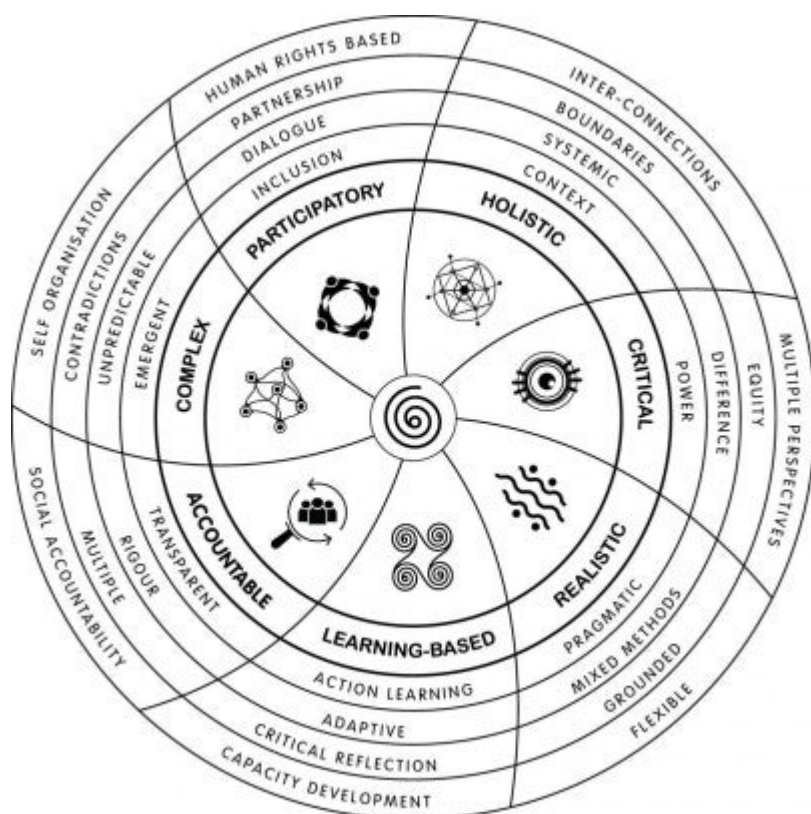 HUMAN RIGHTS BASED
PARTNERSHIP
DIALOGUE
INCLUSION
PARTICIPATORY
INTER-CONNECTIONS
BOUNDARIES
SYSTEMIC
CONTEXT
HOLISTIC
MULTIPLE PERSPECTIVES
EQUITY
DIFFERENCE
POWER
CRITICAL
FLEXIBLE
GROUNDED
MIXED METHODS
PRAGMATIC
REALISTIC
LEARNING-BASED
ACTION LEARNING
ADAPTIVE
CRITICAL REFLECTION
CAPACITY DEVELOPMENT
ACCOUNTABLE
TRANSPARENT
RIGOUR
MULTIPLE
SOCIAL ACCOUNTABILITY
COMPLEX
EMERGENT
UNPREDICTABLE
CONTRADICTIONS
SELF ORGANISATION